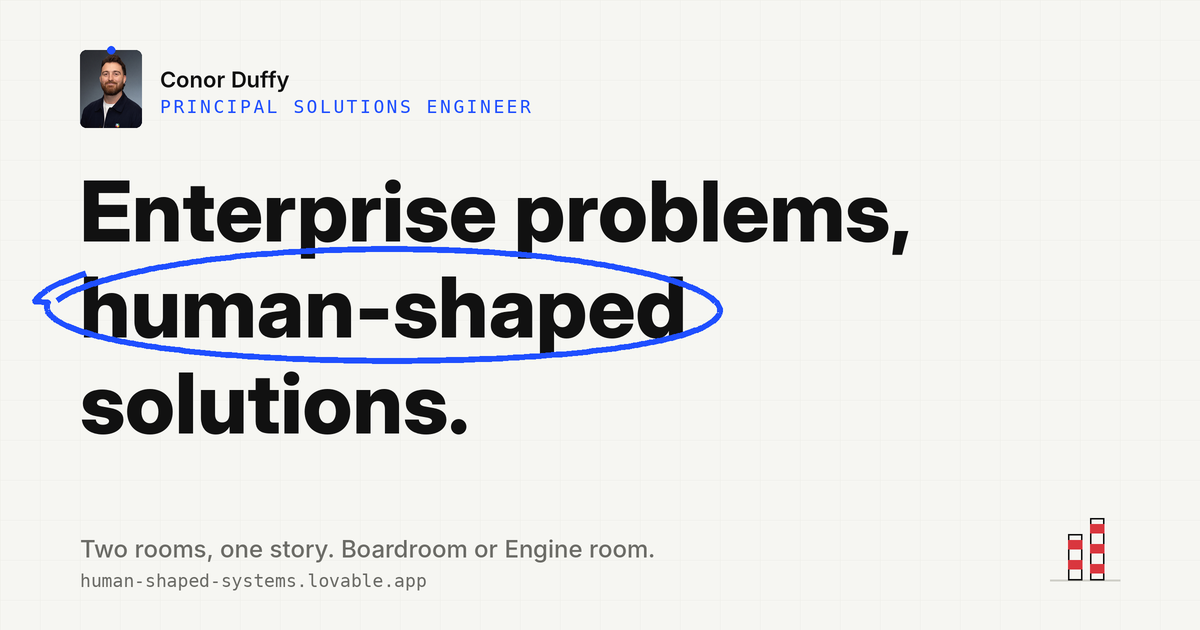 Conor Duffy
PRINCIPAL SOLUTIONS ENGINEER
Enterprise problems,
human-shaped
solutions.
Two rooms, one story. Boardroom or Engine room.
human-shaped-systems.lovable.app